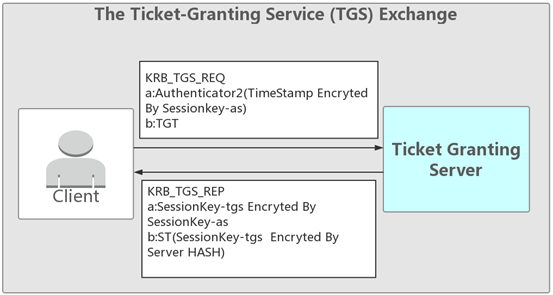 The Ticket-Granting Service (TGS) Exchange
KRB_TGS_REQ
a:Authenticator2(TimeStamp Encryted
By Sessionkey-as)
b:TGT
Client
Ticket Granting
Server
KRB_TGS_REP
a:SessionKey-tgs Encryted By
SessionKey-as
b:ST(SessionKey-tgs Encryted By
Server HASH)